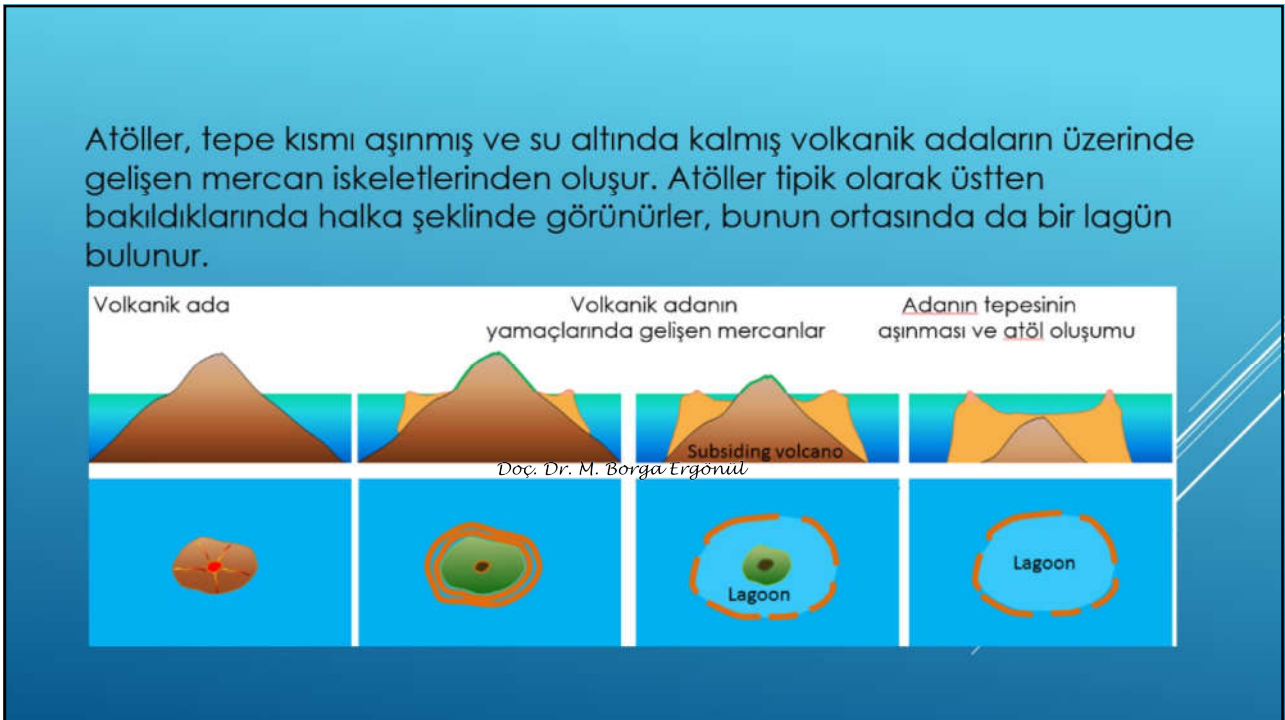 Atöller, tepe kısmı aşınmış ve su altında kalmış volkanik adaların üzerinde
gelişen mercan iskeletlerinden oluşur. Atöller tipik olarak üstten
bakıldıklarında halka şeklinde görünürler, bunun ortasında da bir lagün
bulunur.
Volkanik ada
Volkanik adanın
yamaçlarında gelişen mercanlar
Adanın tepesinin
aşınması ve atöl oluşumu
Subsiding volcano
Doç. Dr. M. Borga Ergönül
Lagoon
Lagoon